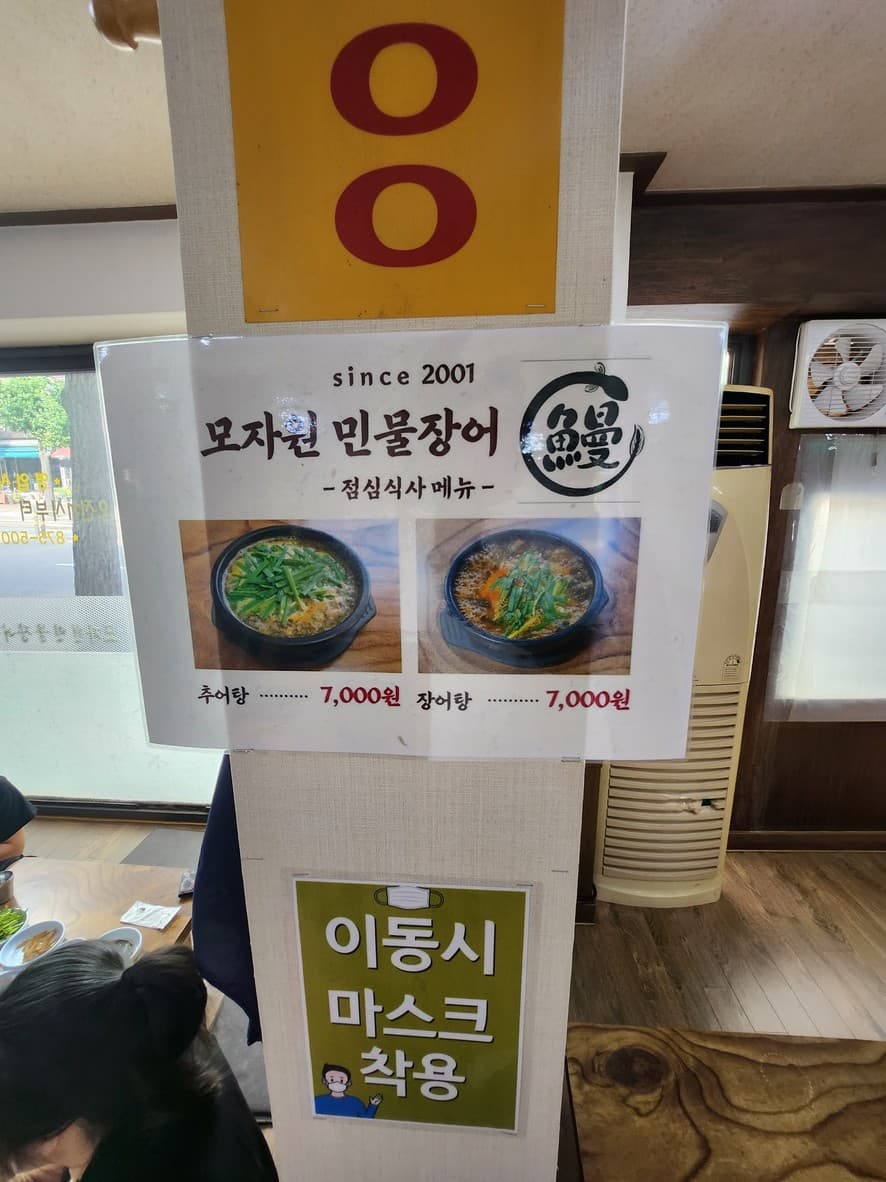 00
since 2001
모자원 민물장어
鰻
-점심식사 메뉴-
추어탕 .......... 7,000원
장어탕 .......... 7,000원
이동시
마스크
착용